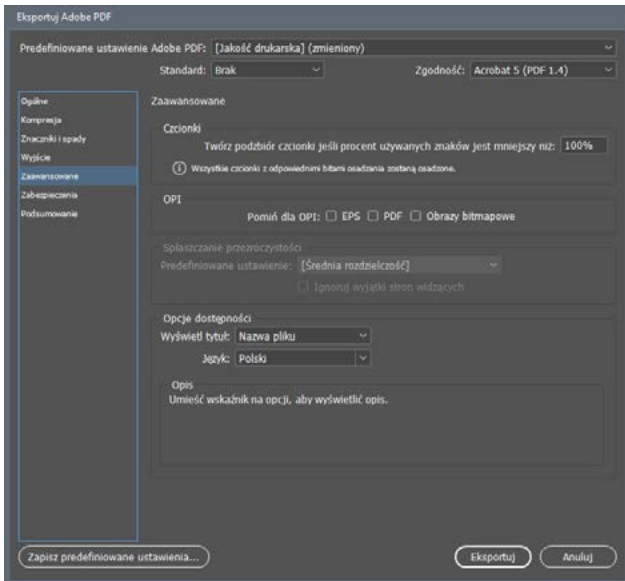 Eksportuj Adobe PDF
Predefiniowane ustawienie Adobe PDF: [Jakość drukarska] (zmieniony)
Standard: Brak Zgodność: Acrobat 5 (PDF 1.4)
Ogólne
Kompresja
Znaczniki i spady
Wyjście
Zaawansowane
Zabezpieczenia
Podsumowanie
Zaawansowane
Czcionki
Twórz podzbiór czcionki jeśli procent używanych znaków jest mniejszy niż: 100%
Wszystkie czcionki z odpowiednimi bitami osadzania zostaną osadzone.
OPI
Pomiń dla OPI: EPS PDF Obrazy bitmapowe
Spłaszczanie przezroczystości
Predefiniowane ustawienie: [Średnia rozdzielczość]
Ignoruj wyjątki stron widzących
Opcje dostępności
Wyświetl tytuł: Nazwa pliku
Język: Polski
Opis
Umieść wskaźnik na opcji, aby wyświetlić opis.
Zapisz predefiniowane ustawienia... Eksportuj Anuluj